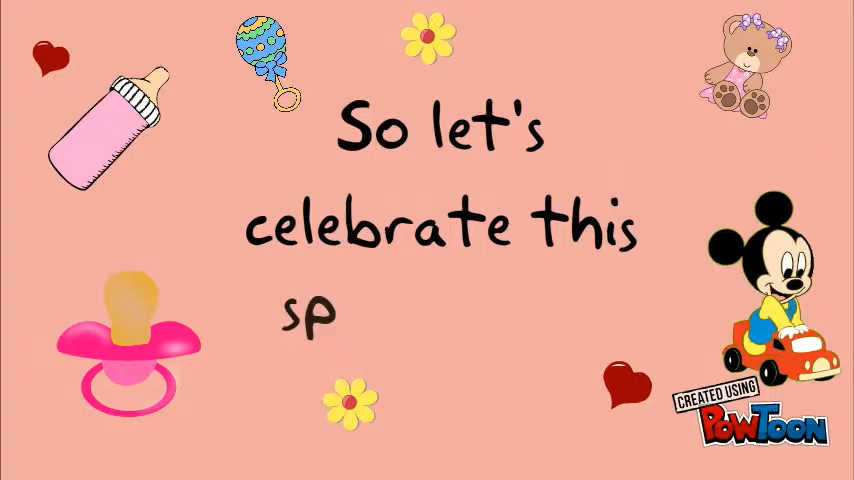 So let's
celebrate this
sp
CREATED USING
POWTOON